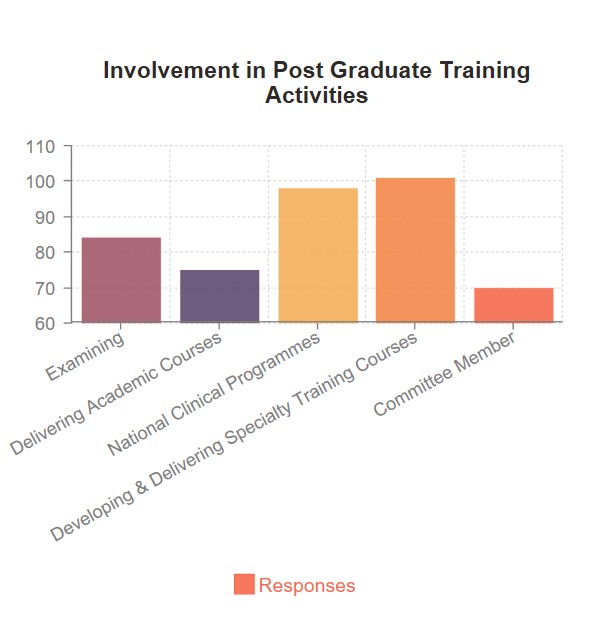 Involvement in Post Graduate Training
Activities
110
100
90
80
70
60
Examining
Delivering Academic Courses
National Clinical Programmes
Developing & Delivering Specialty Training Courses
Committee Member
Responses